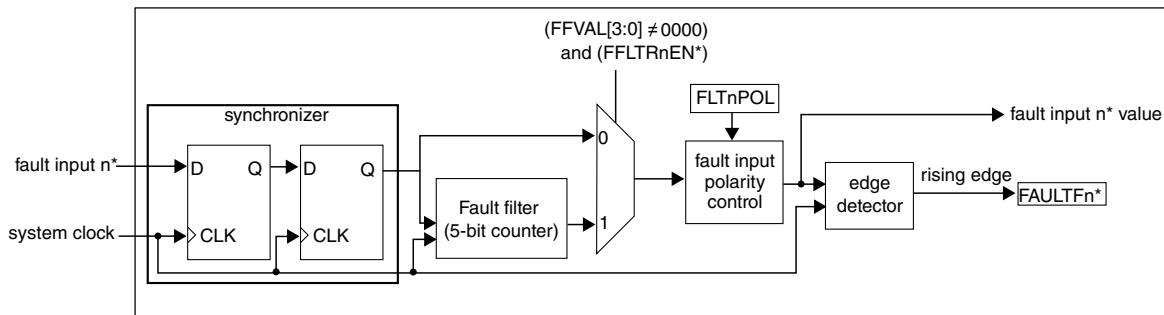 (FFVAL[3:0] ≠ 0000)
and (FFLTRnEN*)
FLTnPOL
synchronizer
fault input n* value
0
fault input n*
D
Q
D
Q
fault input
polarity
control
edge
detector
rising edge
FAULTFn*
Fault filter
(5-bit counter)
1
system clock
CLK
CLK